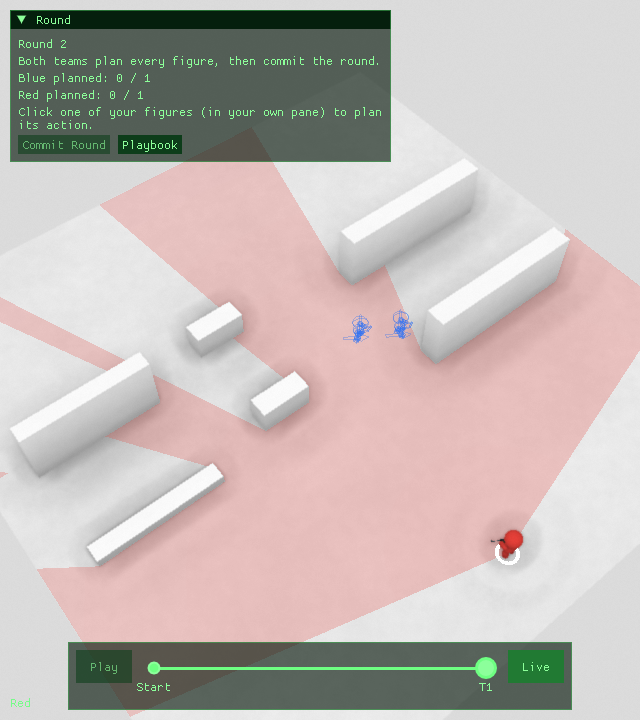 Round
Round 2
Both teams plan every figure, then commit the round.
Blue planned: 0 / 1
Red planned: 0 / 1
Click one of your figures (in your own pane) to plan
its action.
Commit Round Playbook
Play Live
Start T1
Red